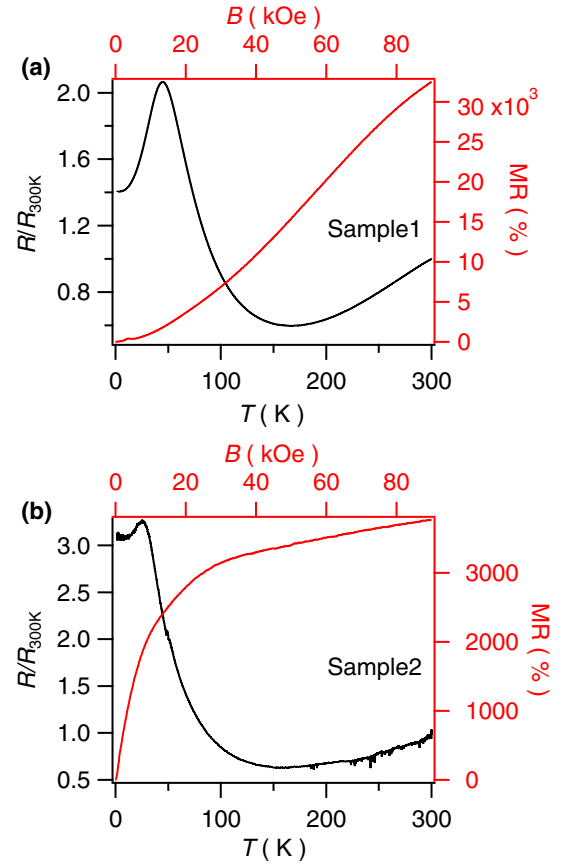 B ( kOe )
0 20 40 60 80
(a)
2.0
1.6
1.2
0.8
R/R300K
30 x10³
25
20
15
10
5
0
MR ( % )
Sample1
0 100 200 300
T ( K )
B ( kOe )
0 20 40 60 80
(b)
3.0
2.5
2.0
1.5
1.0
0.5
R/R300K
3000
2000
1000
0
MR ( % )
Sample2
0 100 200 300
T ( K )